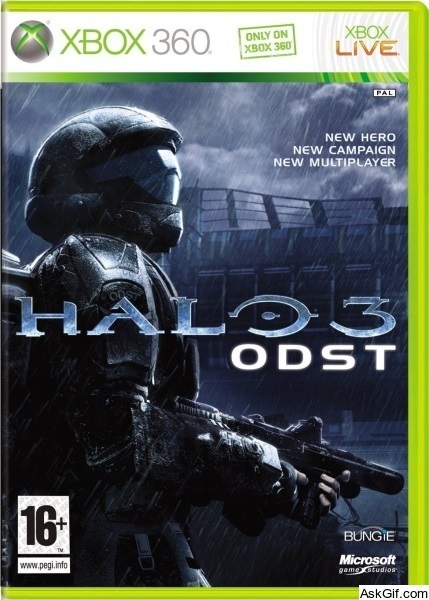 XBOX 360
ONLY ON
XBOX 360
XBOX
LIVE
PAL
NEW HERO
NEW CAMPAIGN
NEW MULTIPLAYER
HALO 3
ODST
16+
TM
www.pegi.info
BUNGIE
Microsoft
game studios
AskGif.com